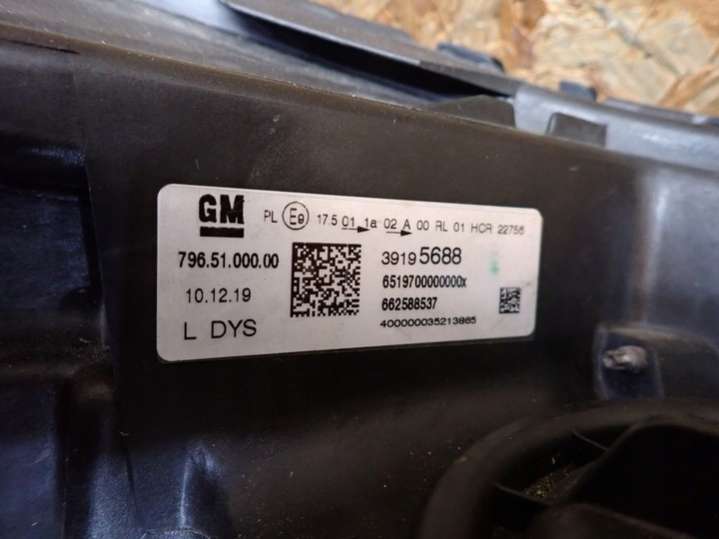 GM PL E9 17.5 01 1a 02 A 00 RL 01 HCR 22756
796.51.000.00
39195688
6519700000000x
10.12.19
662588537
L DYS
400000035213865